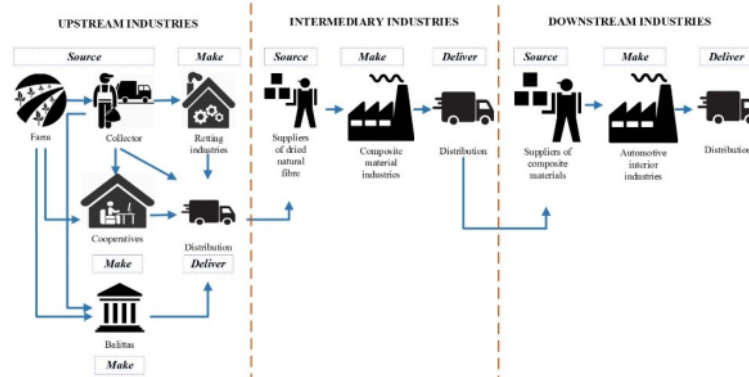 UPSTREAM INDUSTRIES
INTERMEDIARY INDUSTRIES
DOWNSTREAM INDUSTRIES
Source
Make
Source
Make
Deliver
Source
Make
Deliver
Farm
Collector
Retting
industries
Suppliers
of dried
natural
fibre
Composite
material
industries
Distribution
Suppliers of
composite
materials
Automotive
interior industries
Distribution
Cooperatives
Distribution
Make
Deliver
Balittas
Make